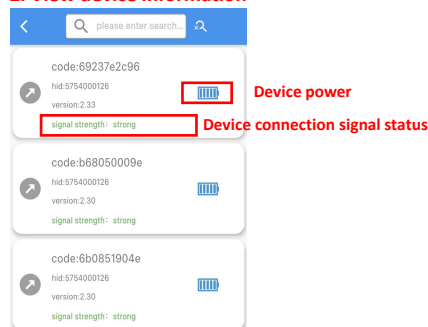 2. View device information
please enter search...
code:69237e2c96
hid:5754000126
version:2.33
signal strength: strong
Device power
Device connection signal status
code:b68050009e
hid:5754000126
version:2.30
signal strength: strong
code:6b0851904e
hid:5754000126
version:2.30
signal strength: strong